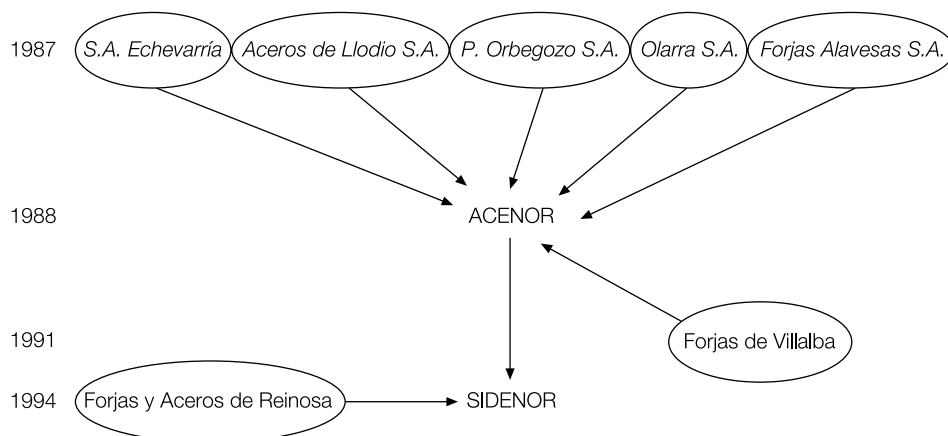 1987 S.A. Echevarría Aceros de Llodio S.A. P. Orbegozo S.A. Olarra S.A. Forjas Alavesas S.A.
1988 ACENOR
1991 Forjas de Villalba
1994 Forjas y Aceros de Reinosa SIDENOR